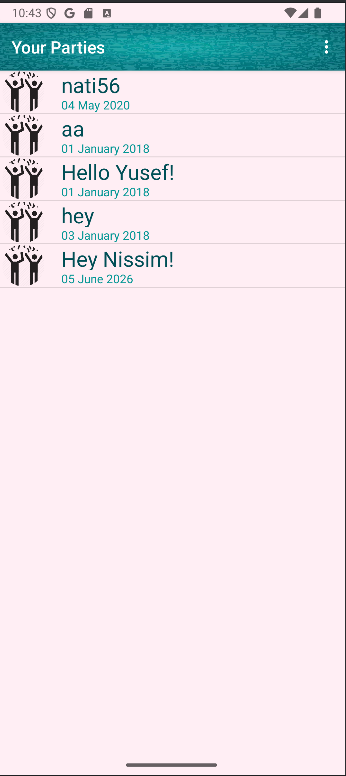 10:43
Your Parties
nati56
04 May 2020
aa
01 January 2018
Hello Yusef!
01 January 2018
hey
03 January 2018
Hey Nissim!
05 June 2026